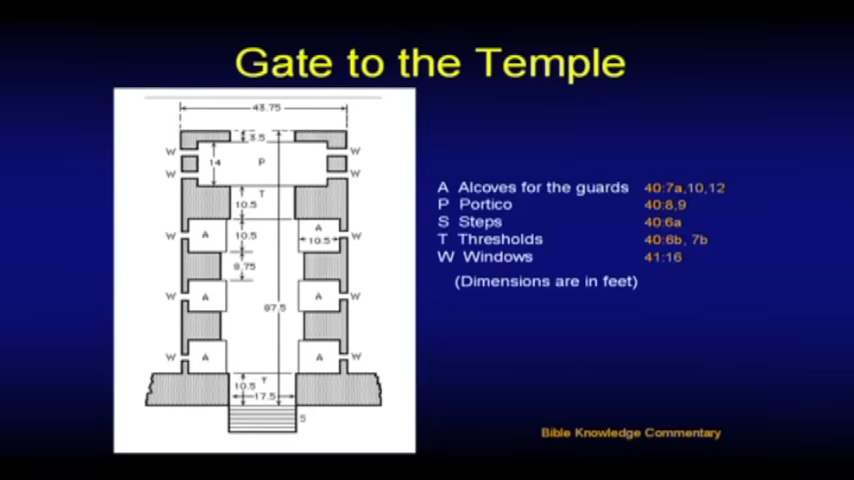 Gate to the Temple
43.75
3.5
W W
14 P
W W
T
10.5
A
W A 10.5 10.5 W
8.75
W A 87.5 A W
W A A W
10.5 T
17.5
S
A Alcoves for the guards 40:7a,10,12
P Portico 40:8,9
S Steps 40:6a
T Thresholds 40:6b, 7b
W Windows 41:16
(Dimensions are in feet)
Bible Knowledge Commentary